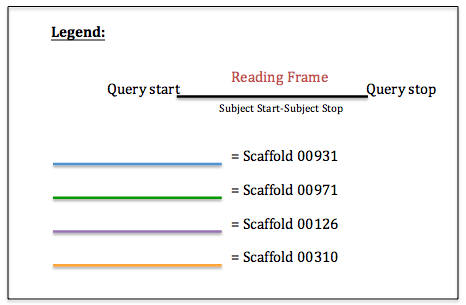 Legend:
Reading Frame
Query start Query stop
Subject Start-Subject Stop
= Scaffold 00931
= Scaffold 00971
= Scaffold 00126
= Scaffold 00310